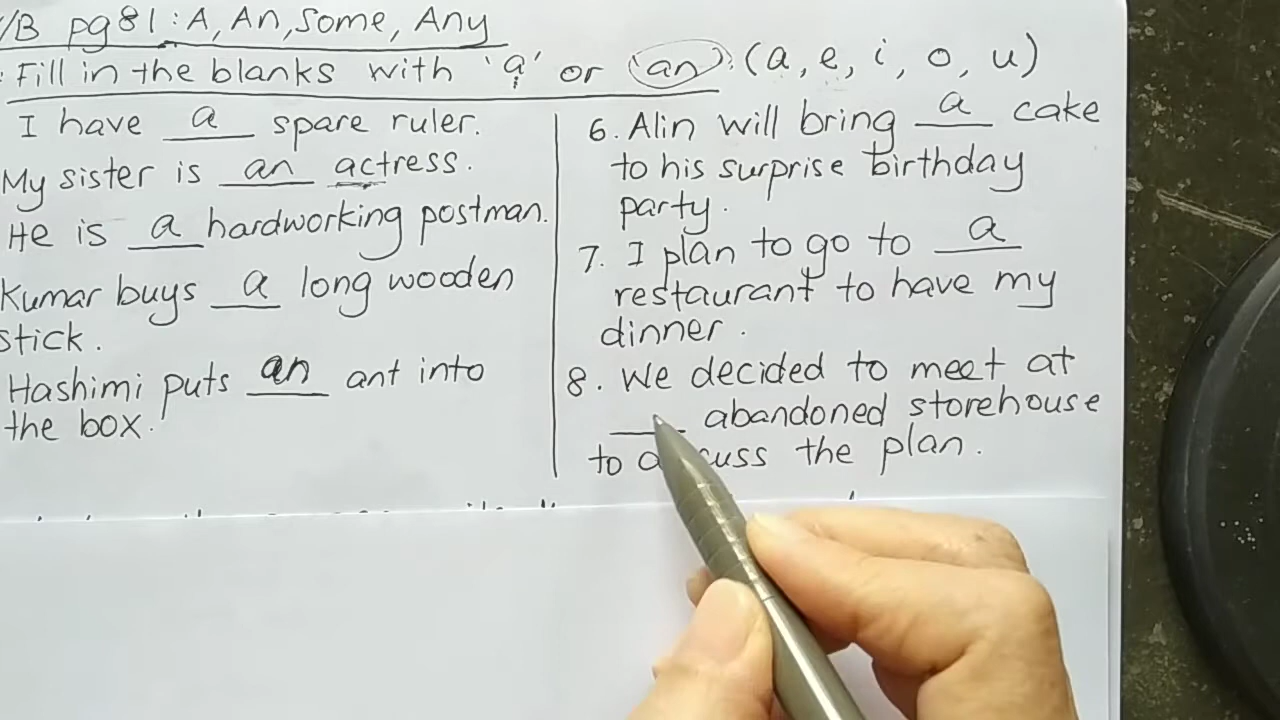 /B pg 81: A, An, Some, Any
: Fill in the blanks with 'a' or 'an': (a, e, i, o, u)
I have a spare ruler.
My sister is an actress.
He is a hardworking postman.
Kumar buys a long wooden
stick.
Hashimi puts an ant into
the box.
6. Alin will bring a cake
to his surprise birthday
party.
7. I plan to go to a
restaurant to have my
dinner.
8. We decided to meet at
___ abandoned storehouse
to cuss the plan.